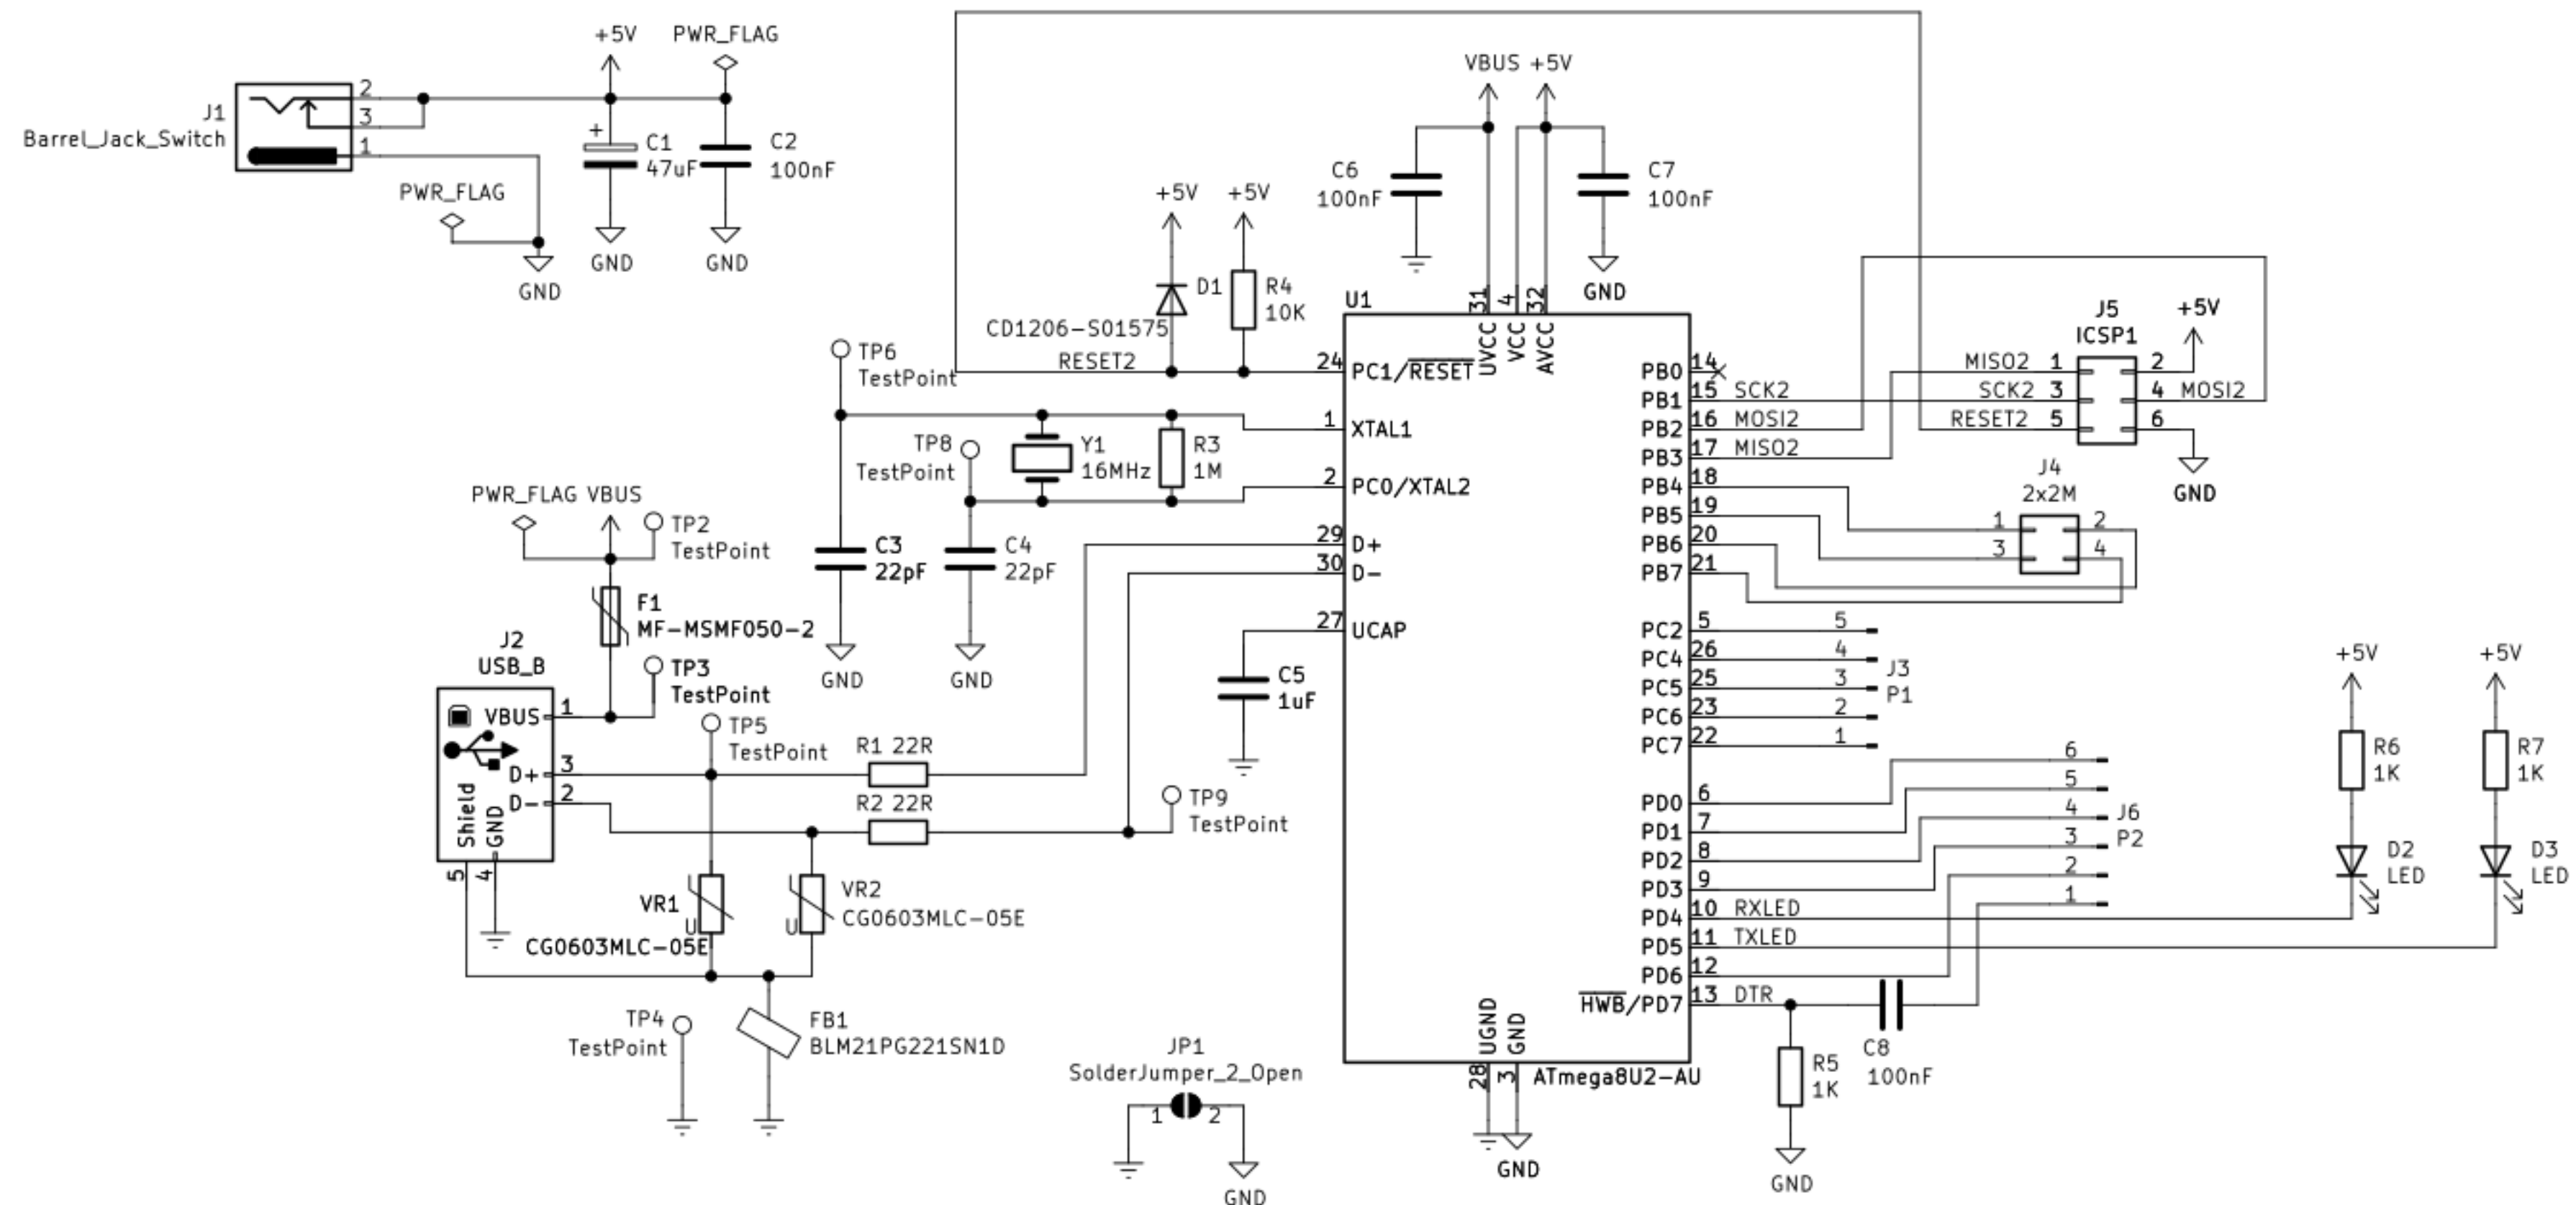 +5V
PWR_FLAG
J1
Barrel_Jack_Switch
2
3
1
+
C1
47uF
C2
100nF
PWR_FLAG
GND
GND
GND
VBUS
+5V
C6
100nF
C7
100nF
GND
+5V
+5V
D1
CD1206-S01575
R4
10K
RESET2
TP6
TestPoint
TP8
TestPoint
Y1
16MHz
R3
1M
C3
22pF
C4
22pF
GND
GND
C5
1uF
PWR_FLAG
VBUS
TP2
TestPoint
F1
MF-MSMF050-2
J2
USB_B
TP3
TestPoint
VBUS
1
D+
3
D-
2
Shield
GND
5
4
TP5
TestPoint
R1 22R
R2 22R
TP9
TestPoint
VR1
U
CG0603MLC-05E
VR2
U
CG0603MLC-05E
TP4
TestPoint
FB1
BLM21PG221SN1D
JP1
SolderJumper_2_Open
1
2
GND
U1
31
4
32
UVCC
VCC
AVCC
24
PC1/RESET
1
XTAL1
2
PC0/XTAL2
29
D+
30
D-
27
UCAP
PB0
14
PB1
15
SCK2
PB2
16
MOSI2
PB3
17
MISO2
PB4
18
PB5
19
PB6
20
PB7
21
PC2
5
PC4
26
PC5
25
PC6
23
PC7
22
PD0
6
PD1
7
PD2
8
PD3
9
PD4
10
RXLED
PD5
11
TXLED
PD6
12
HWB/PD7
13
DTR
UGND
GND
28
3
ATmega8U2-AU
GND
J5
ICSP1
+5V
MISO2
1
2
SCK2
3
4
MOSI2
RESET2
5
6
GND
J4
2x2M
1
2
3
4
5
4
3
2
1
J3
P1
6
5
4
3
2
1
J6
P2
C8
100nF
R5
1K
GND
+5V
+5V
R6
1K
R7
1K
D2
LED
D3
LED